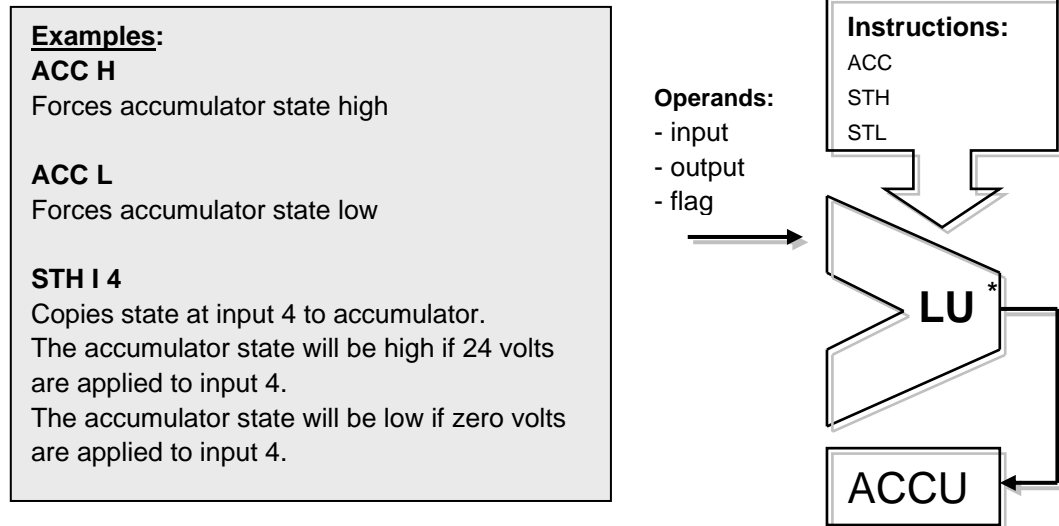 Examples:
ACC H
Forces accumulator state high
ACC L
Forces accumulator state low
STH I 4
Copies state at input 4 to accumulator.
The accumulator state will be high if 24 volts
are applied to input 4.
The accumulator state will be low if zero volts
are applied to input 4.
Operands:
- input
- output
- flag
Instructions:
ACC
STH
STL
LU *
ACCU